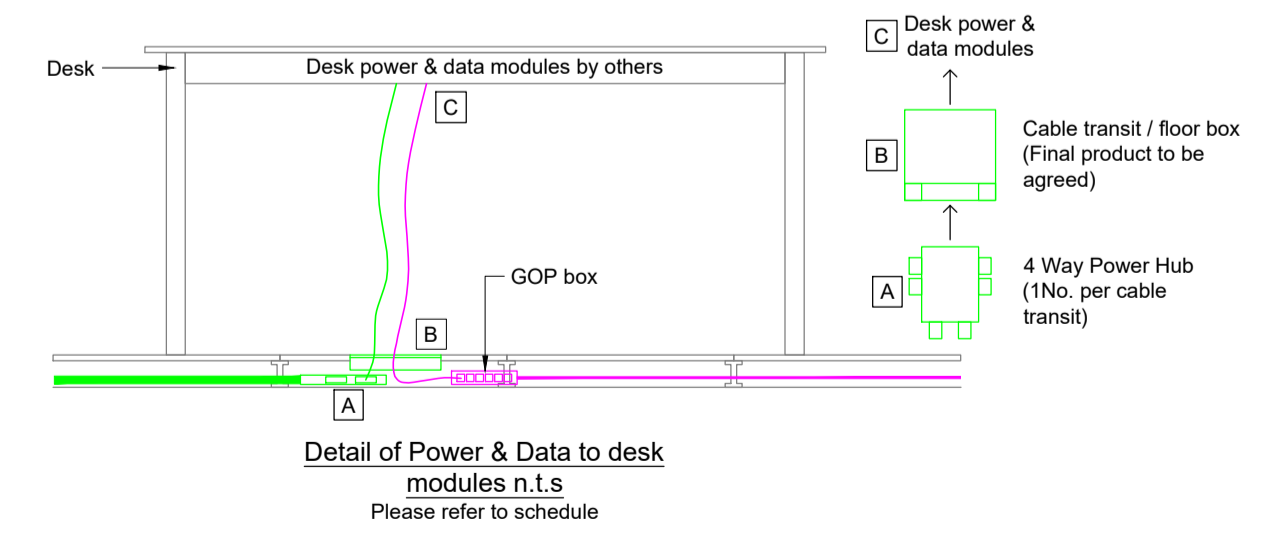 Desk
Desk power & data modules by others
C
GOP box
B
A
Detail of Power & Data to desk
modules n.t.s
Please refer to schedule
C
Desk power &
data modules
B
Cable transit / floor box
(Final product to be
agreed)
A
4 Way Power Hub
(1No. per cable
transit)